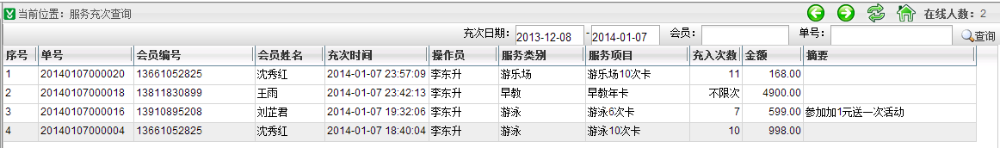 当前位置：服务充次查询 在线人数：2
充次日期：2013-12-08 - 2014-01-07 会员： 单号： 查询
序号 单号 会员编号 会员姓名 充次时间 操作员 服务类别 服务项目 充入次数 金额 摘要
1 20140107000020 13661052825 沈秀红 2014-01-07 23:57:09 李东升 游乐场 游乐场10次卡 11 168.00
2 20140107000018 13811830899 王雨 2014-01-07 23:42:13 李东升 早教 早教年卡 不限次 4900.00
3 20140107000016 13910895208 刘芷君 2014-01-07 19:32:06 李东升 游泳 游泳6次卡 7 599.00 参加加1元送一次活动
4 20140107000004 13661052825 沈秀红 2014-01-07 18:40:04 李东升 游泳 游泳10次卡 10 998.00